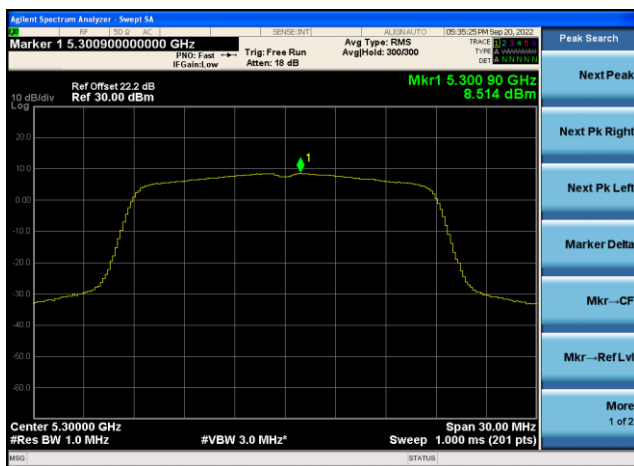 Agilent Spectrum Analyzer - Swept SA
RF 50 Ω AC SENSE:INT ALIGN AUTO 05:35:25 PM Sep 20, 2022
Marker 1 5.300900000000 GHz
PNO: Fast
IFGain:Low
Trig: Free Run
Atten: 18 dB
Avg Type: RMS
Avg|Hold: 300/300
TRACE 1 2 3 4 5 6
TYPE A WWWWW
DET A N N N N N
Peak Search
Ref Offset 22.2 dB
Ref 30.00 dBm
10 dB/div
Log
Mkr1 5.300 90 GHz
8.514 dBm
20.0
10.0
0.00
-10.0
-20.0
-30.0
-40.0
-50.0
-60.0
1
Center 5.30000 GHz
#Res BW 1.0 MHz
#VBW 3.0 MHz*
Span 30.00 MHz
Sweep 1.000 ms (201 pts)
MSG
STATUS
Next Peak
Next Pk Right
Next Pk Left
Marker Delta
Mkr→CF
Mkr→Ref Lvl
More
1 of 2